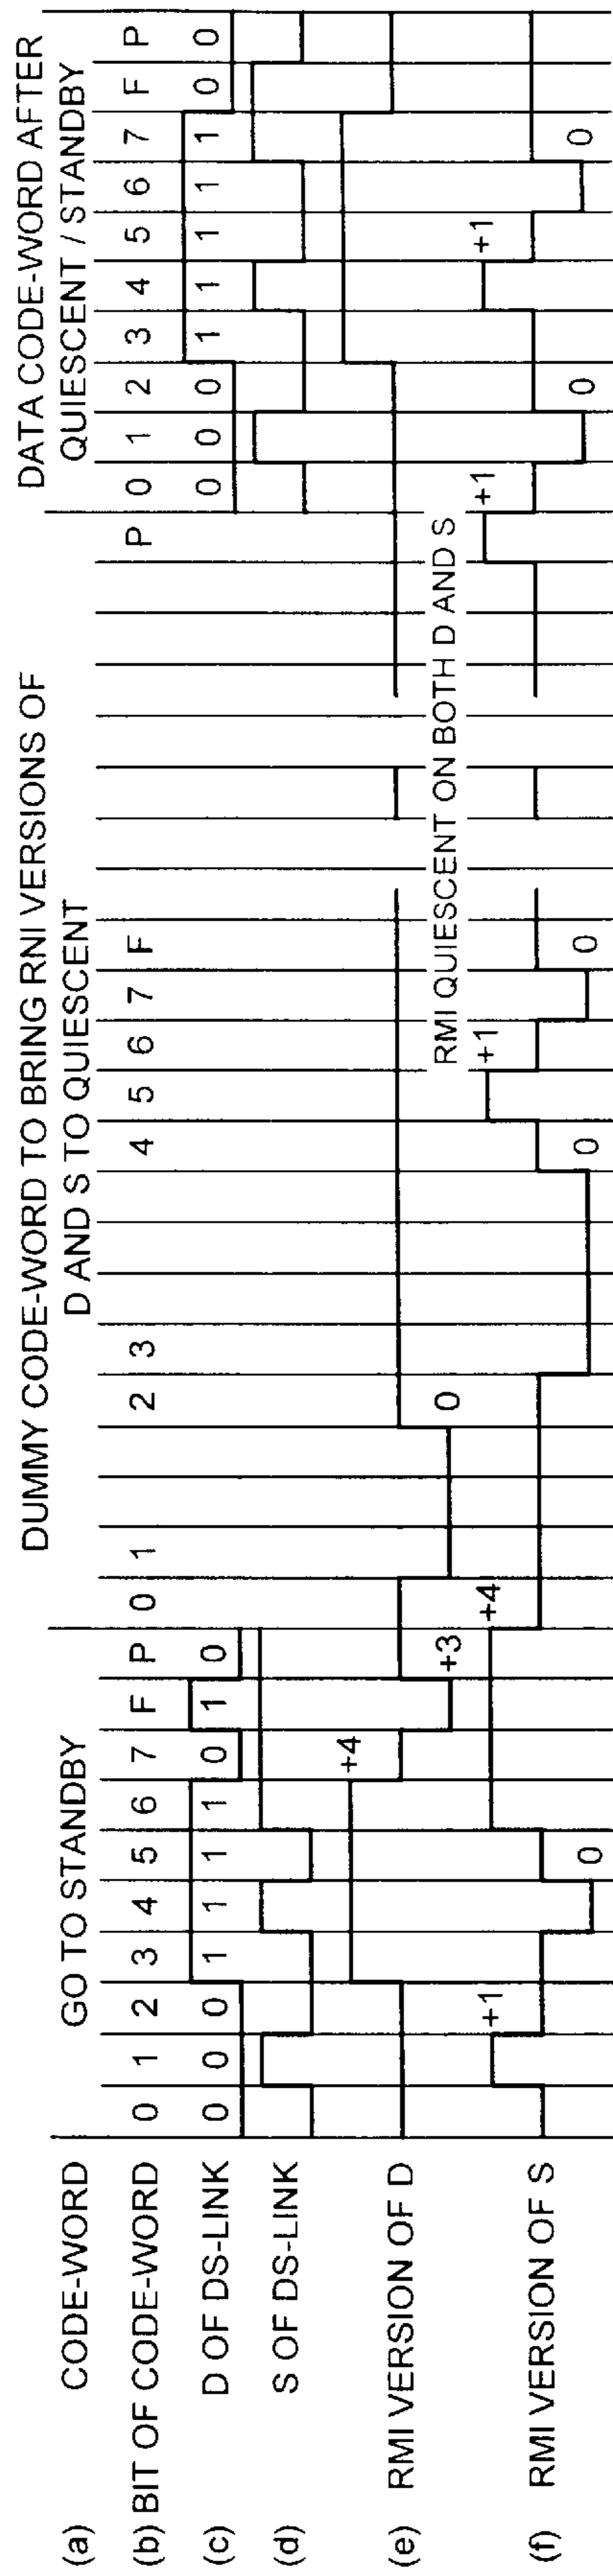 DUMMY CODE-WORD TO BRING RNI VERSIONS OF
D AND S TO QUIESCENT
DATA CODE-WORD AFTER
QUIESCENT / STANDBY
(a) CODE-WORD GO TO STANDBY
(b) BIT OF CODE-WORD 0 1 2 3 4 5 6 7 F P 0 1 2 3 4 5 6 7 F P 0 1 2 3 4 5 6 7 F P
(c) D OF DS-LINK 0 0 0 1 1 1 1 0 1 0 0 0 0 1 1 1 1 1 0 0
(d) S OF DS-LINK
+4
(e) RMI VERSION OF D +3 0
RMI QUIESCENT ON BOTH D AND S
+1 +4 +1 +1 +1
(f) RMI VERSION OF S 0 0 0 0 0